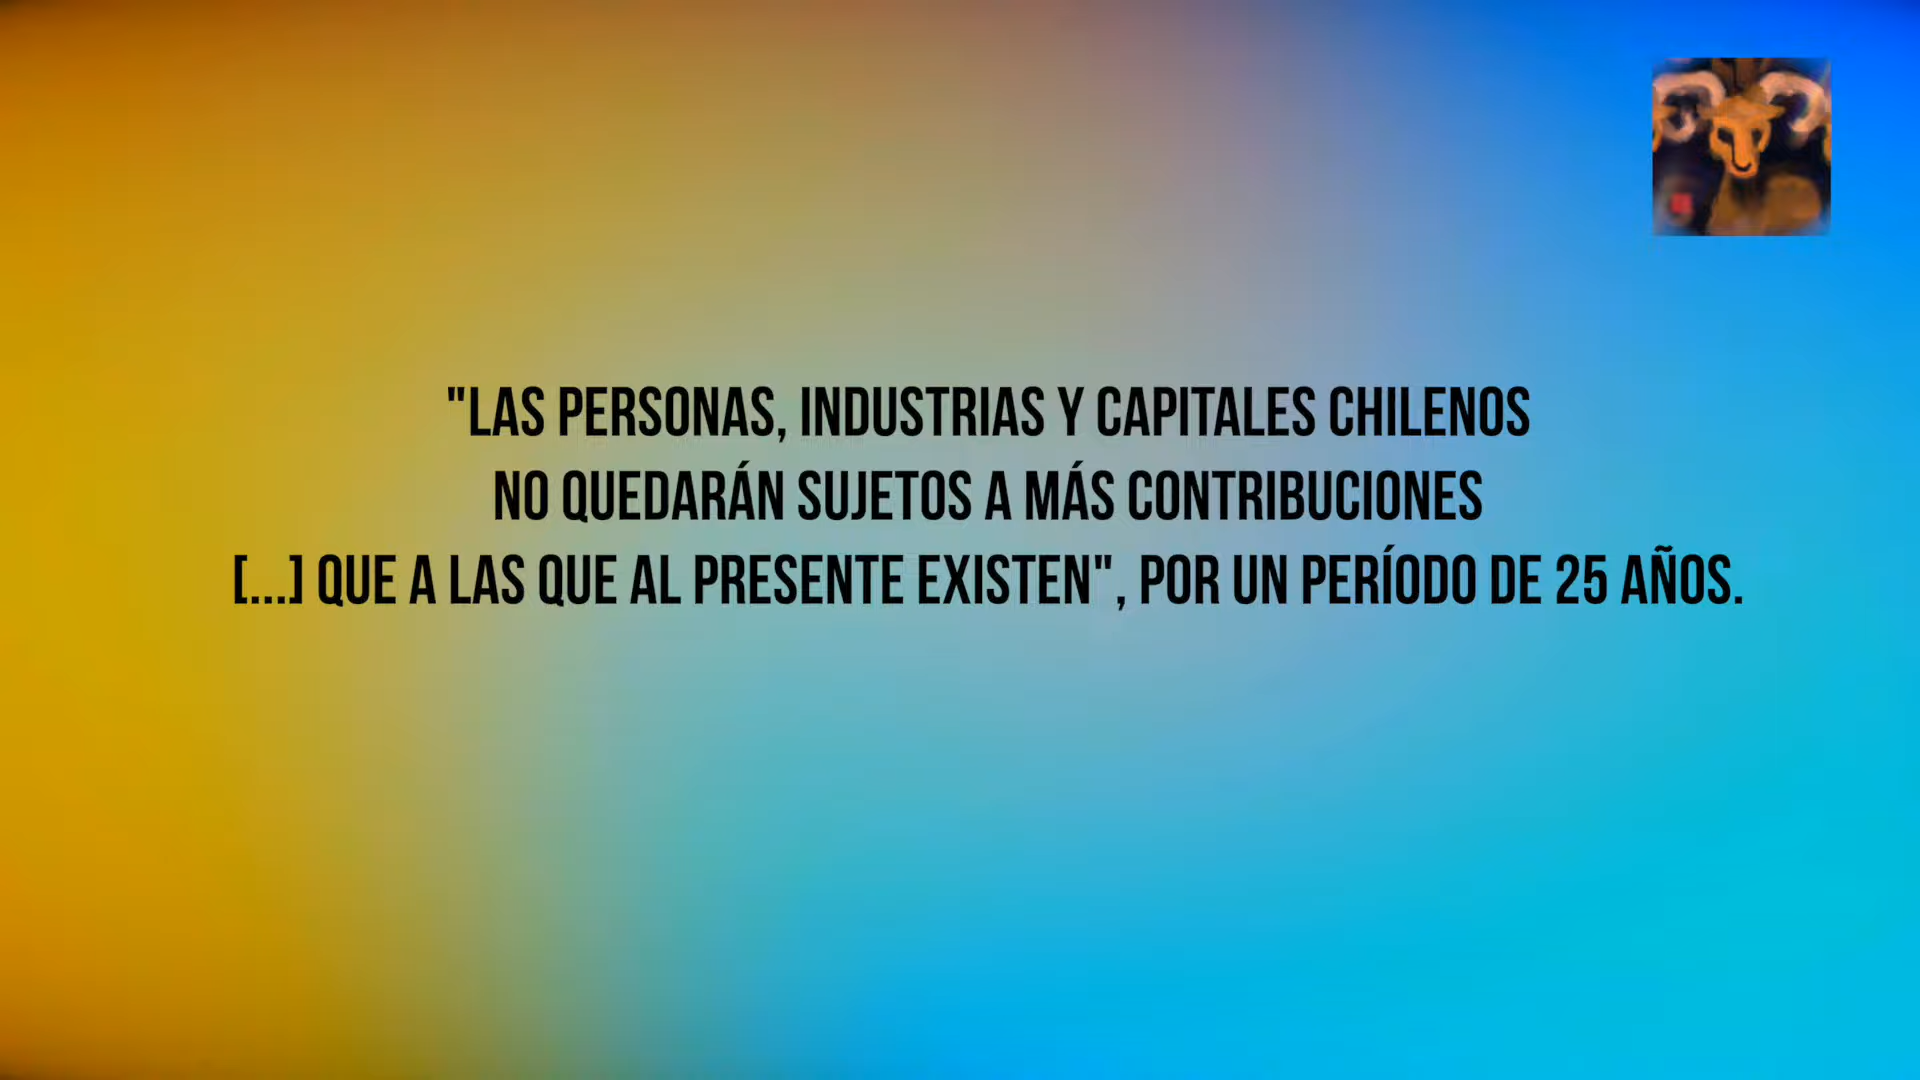 "LAS PERSONAS, INDUSTRIAS Y CAPITALES CHILENOS
NO QUEDARÁN SUJETOS A MÁS CONTRIBUCIONES
[...] QUE A LAS QUE AL PRESENTE EXISTEN", POR UN PERÍODO DE 25 AÑOS.